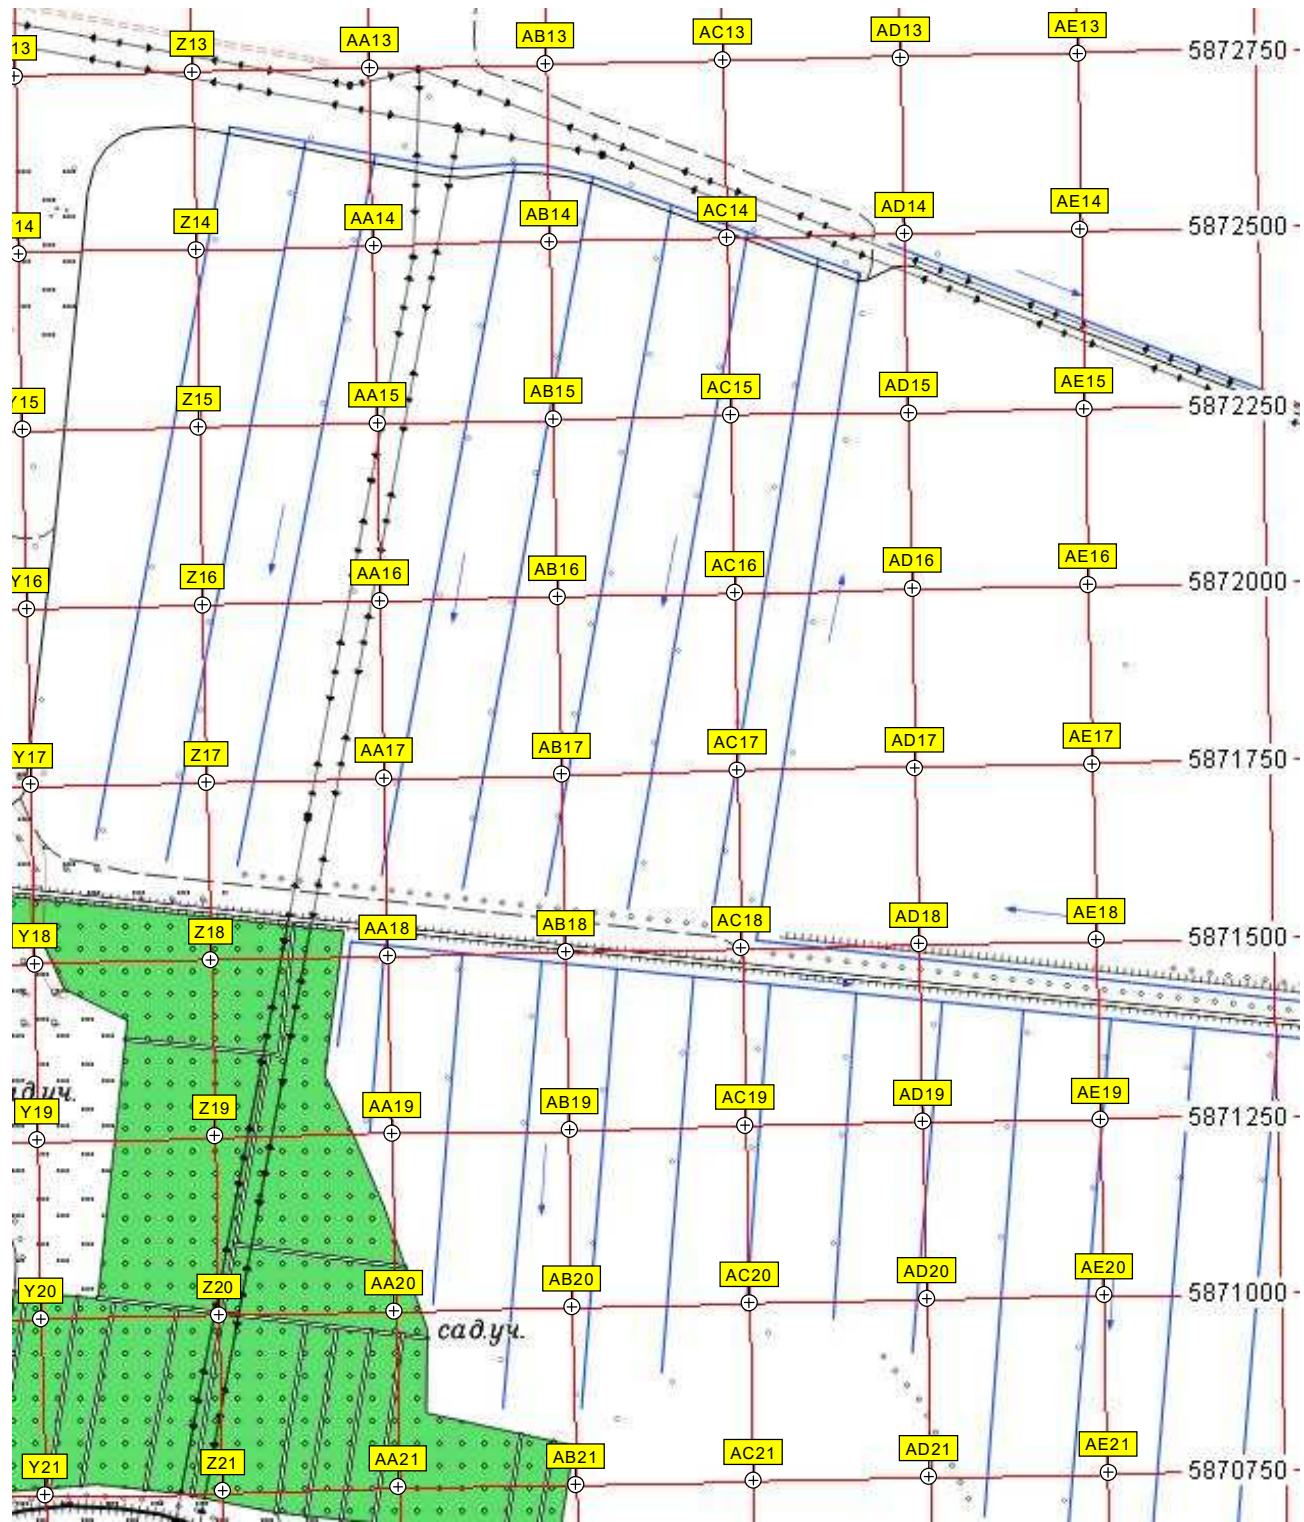 13 Z13 AA13 AB13 AC13 AD13 AE13 5872750
14 Z14 AA14 AB14 AC14 AD14 AE14 5872500
Y15 Z15 AA15 AB15 AC15 AD15 AE15 5872250
Y16 Z16 AA16 AB16 AC16 AD16 AE16 5872000
Y17 Z17 AA17 AB17 AC17 AD17 AE17 5871750
Y18 Z18 AA18 AB18 AC18 AD18 AE18 5871500
д.уч.
Y19 Z19 AA19 AB19 AC19 AD19 AE19 5871250
Y20 Z20 AA20 AB20 AC20 AD20 AE20 5871000
сад.уч.
Y21 Z21 AA21 AB21 AC21 AD21 AE21 5870750